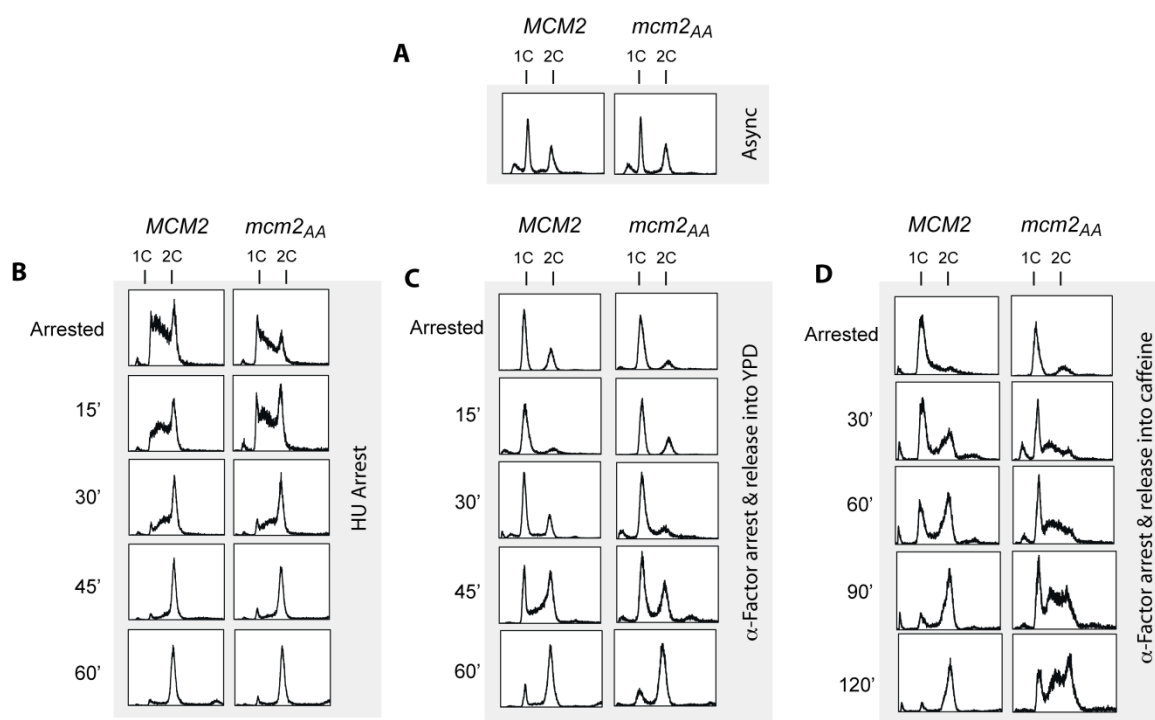 A
MCM2 mcm2AA
1C 2C 1C 2C
Async
B
MCM2 mcm2AA
1C 2C 1C 2C
Arrested
15’
30’
45’
60’
HU Arrest
C
MCM2 mcm2AA
1C 2C 1C 2C
Arrested
15’
30’
45’
60’
α-Factor arrest & release into YPD
D
MCM2 mcm2AA
1C 2C 1C 2C
Arrested
30’
60’
90’
120’
α-Factor arrest & release into caffeine